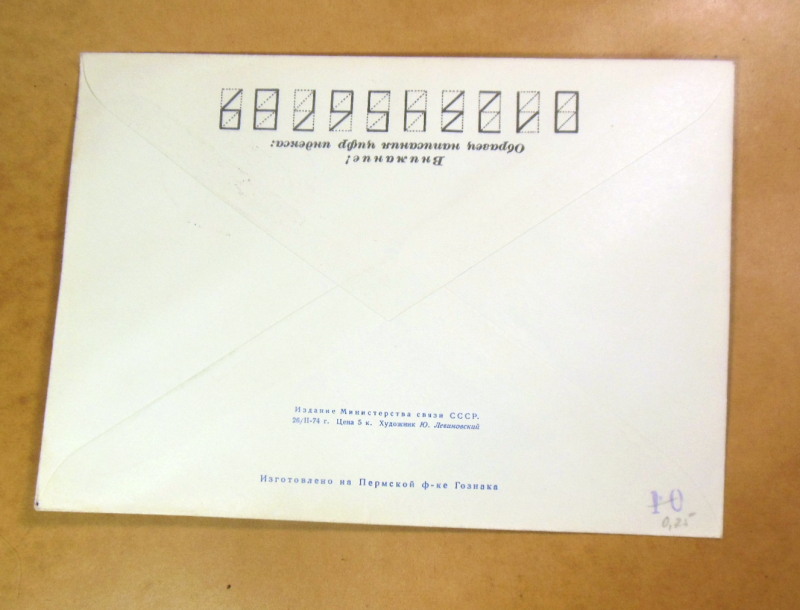 Внимание!
Образец написания цифр индекса:
0123456789
Издание Министерства связи СССР.
26/II-74 г. Цена 5 к. Художник Ю. Левиновский
Изготовлено на Пермской ф-ке Гознака
10
0,25